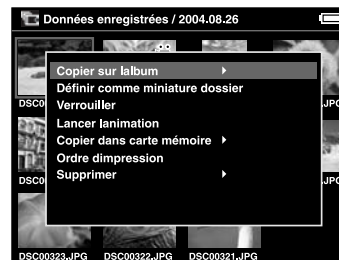 Données enregistrées / 2004.08.26
Copier sur lalbum
Définir comme miniature dossier
Verrouiller
Lancer lanimation
Copier dans carte mémoire
Ordre dimpression
Supprimer
DSC0
.JPG
DSC0
JPG
DSC00323.JPG DSC00322.JPG DSC00321.JPG